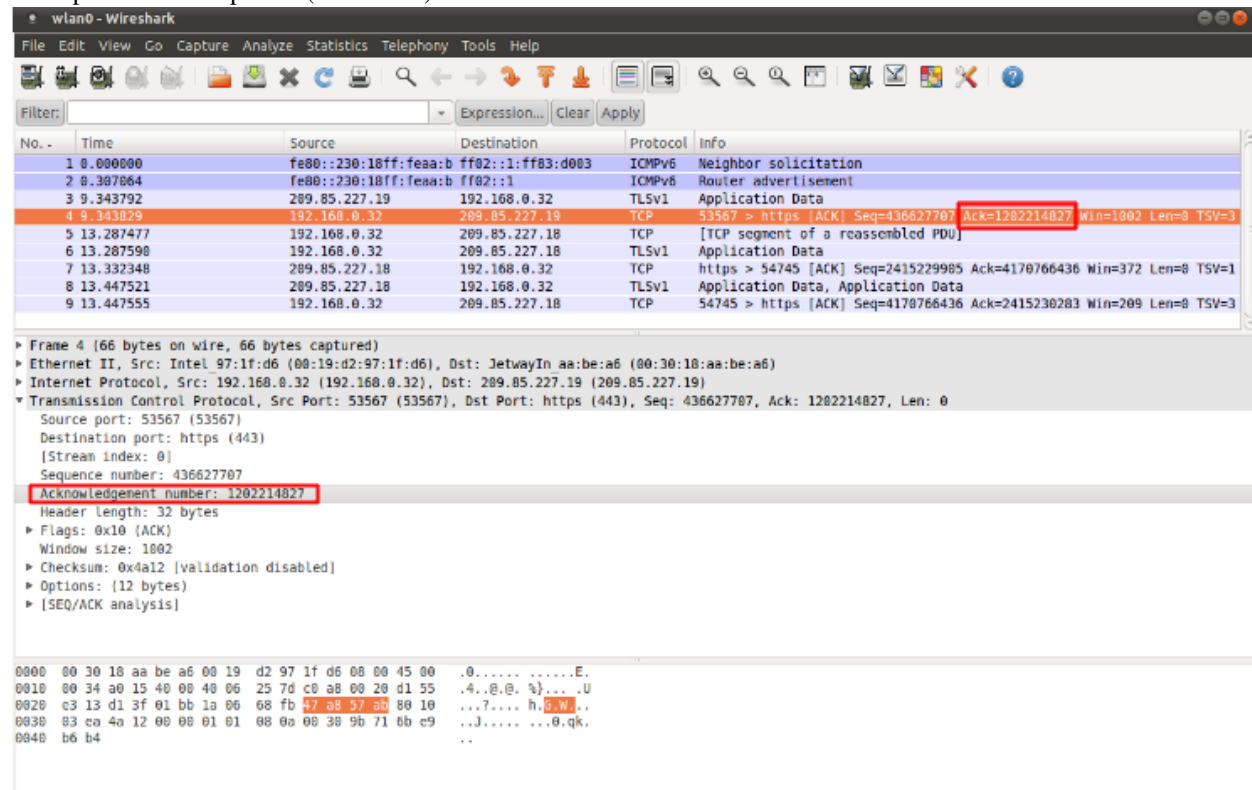 wlan0 - Wireshark
File Edit View Go Capture Analyze Statistics Telephony Tools Help
Filter: Expression... Clear Apply
No. . Time Source Destination Protocol Info
1 0.000000 fe80::230:18ff:feaa:b ff02::1:ff83:d003 ICMPv6 Neighbor solicitation
2 0.307064 fe80::230:18ff:feaa:b ff02::1 ICMPv6 Router advertisement
3 9.343792 209.85.227.19 192.168.0.32 TLSv1 Application Data
4 9.343829 192.168.0.32 209.85.227.19 TCP 53567 > https [ACK] Seq=436627707 Ack=1202214827 Win=1002 Len=0 TSV=3
5 13.287477 192.168.0.32 209.85.227.18 TCP [TCP segment of a reassembled PDU]
6 13.287590 192.168.0.32 209.85.227.18 TLSv1 Application Data
7 13.332348 209.85.227.18 192.168.0.32 TCP https > 54745 [ACK] Seq=2415229905 Ack=4170766436 Win=372 Len=0 TSV=1
8 13.447521 209.85.227.18 192.168.0.32 TLSv1 Application Data, Application Data
9 13.447555 192.168.0.32 209.85.227.18 TCP 54745 > https [ACK] Seq=4170766436 Ack=2415230283 Win=209 Len=0 TSV=3
Frame 4 (66 bytes on wire, 66 bytes captured)
Ethernet II, Src: Intel_97:1f:d6 (00:19:d2:97:1f:d6), Dst: JetwayIn_aa:be:a6 (00:30:18:aa:be:a6)
Internet Protocol, Src: 192.168.0.32 (192.168.0.32), Dst: 209.85.227.19 (209.85.227.19)
Transmission Control Protocol, Src Port: 53567 (53567), Dst Port: https (443), Seq: 436627707, Ack: 1202214827, Len: 0
Source port: 53567 (53567)
Destination port: https (443)
[Stream index: 0]
Sequence number: 436627707
Acknowledgement number: 1202214827
Header length: 32 bytes
Flags: 0x10 (ACK)
Window size: 1002
Checksum: 0x4a12 [validation disabled]
Options: (12 bytes)
[SEQ/ACK analysis]
0000 00 30 18 aa be a6 00 19 d2 97 1f d6 08 00 45 00 .0...... ......E.
0010 00 34 a0 15 40 00 40 06 25 7d c0 a8 00 20 d1 55 .4..@.@. %}... .U
0020 e3 13 d1 3f 01 bb 1a 06 68 fb 47 a8 57 ab 80 10 ...?.... h.G.W...
0030 03 ea 4a 12 00 00 01 01 08 0a 00 30 9b 71 6b c9 ..J..... ...0.qk.
0040 b6 b4 ..